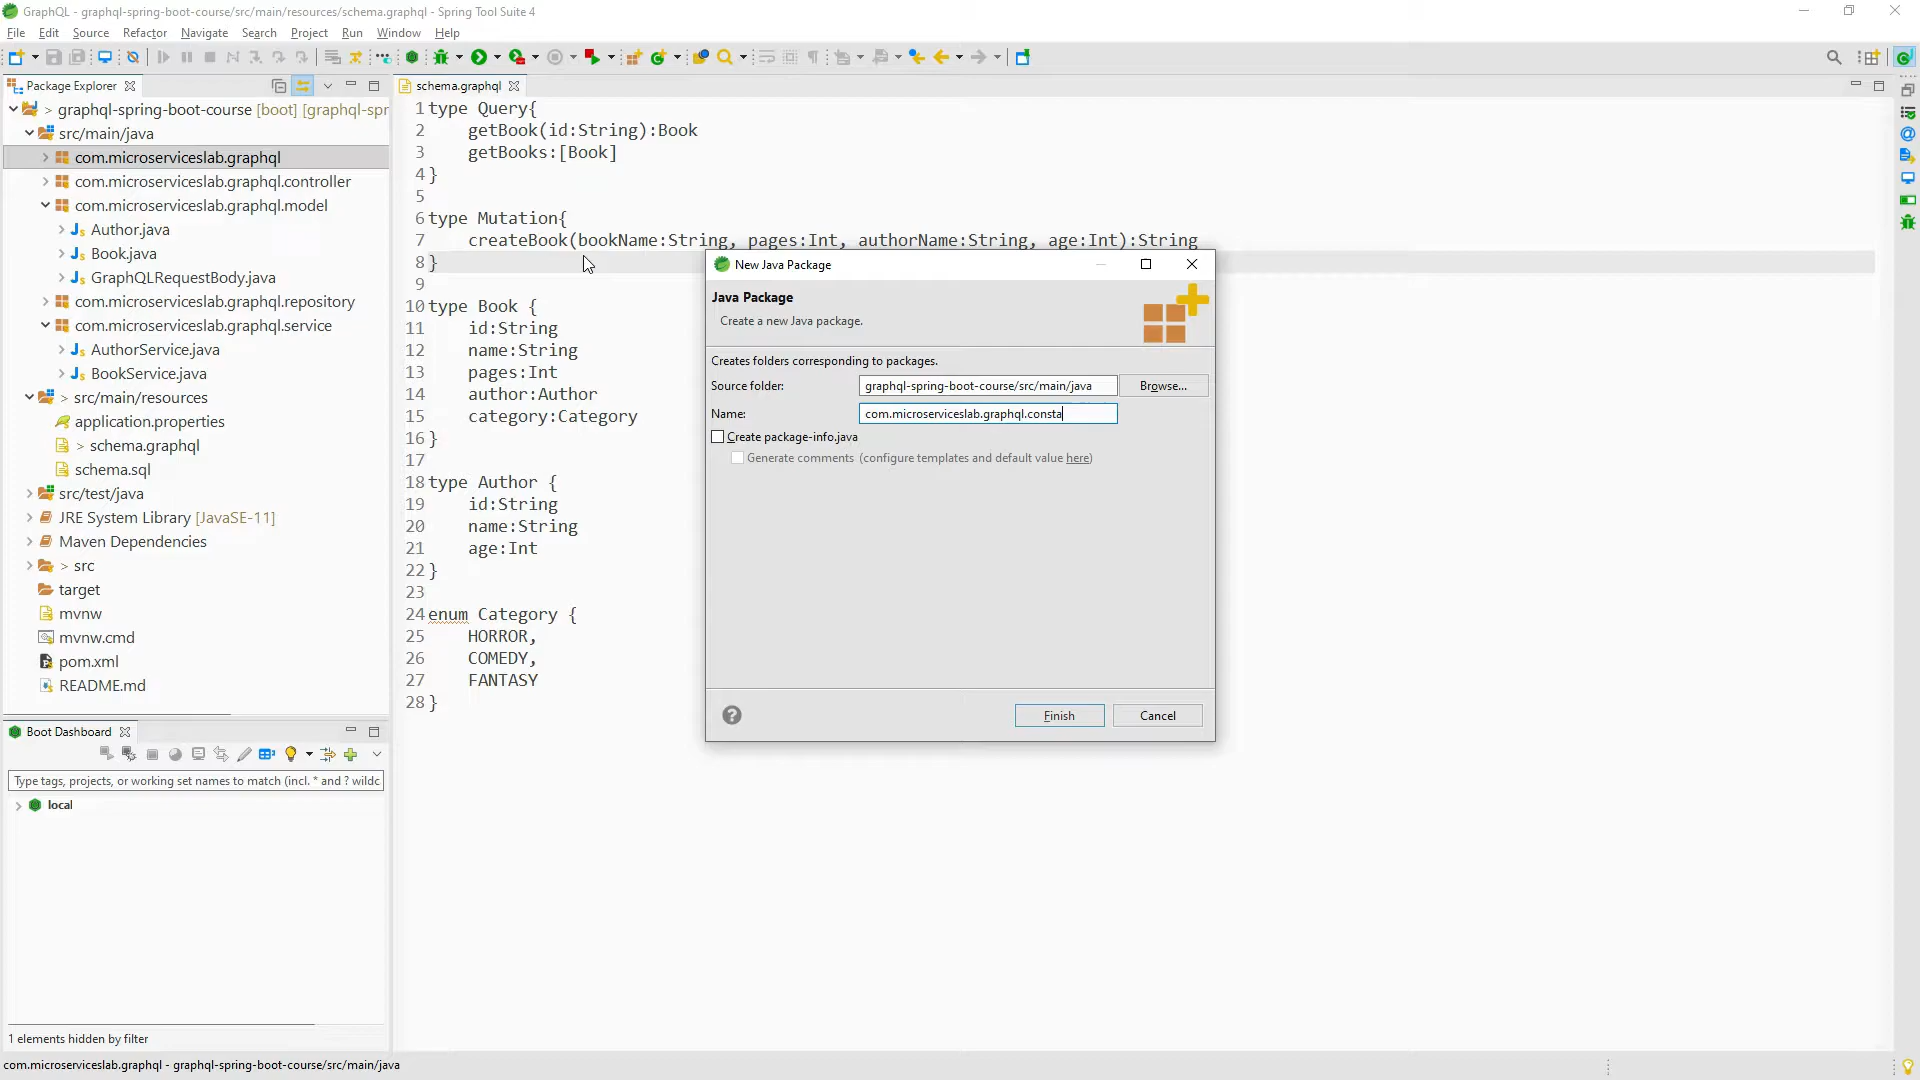 GraphQL - graphql-spring-boot-course/src/main/resources/schema.graphql - Spring Tool Suite 4
File Edit Source Refactor Navigate Search Project Run Window Help
Package Explorer
schema.graphql
> graphql-spring-boot-course [boot] [graphql-spr
src/main/java
com.microserviceslab.graphql
com.microserviceslab.graphql.controller
com.microserviceslab.graphql.model
Author.java
Book.java
GraphQLRequestBody.java
com.microserviceslab.graphql.repository
com.microserviceslab.graphql.service
AuthorService.java
BookService.java
> src/main/resources
application.properties
> schema.graphql
schema.sql
src/test/java
JRE System Library [JavaSE-11]
Maven Dependencies
> src
target
mvnw
mvnw.cmd
pom.xml
README.md
1 type Query{
2 getBook(id:String):Book
3 getBooks:[Book]
4 }
5
6 type Mutation{
7 createBook(bookName:String, pages:Int, authorName:String, age:Int):String
8 }
9
10 type Book {
11 id:String
12 name:String
13 pages:Int
14 author:Author
15 category:Category
16 }
17
18 type Author {
19 id:String
20 name:String
21 age:Int
22 }
23
24 enum Category {
25 HORROR,
26 COMEDY,
27 FANTASY
28 }
New Java Package
Java Package
Create a new Java package.
Creates folders corresponding to packages.
Source folder: graphql-spring-boot-course/src/main/java Browse...
Name: com.microserviceslab.graphql.consta
Create package-info.java
Generate comments (configure templates and default value here)
Finish Cancel
Boot Dashboard
Type tags, projects, or working set names to match (incl. * and ? wildc
local
1 elements hidden by filter
com.microserviceslab.graphql - graphql-spring-boot-course/src/main/java